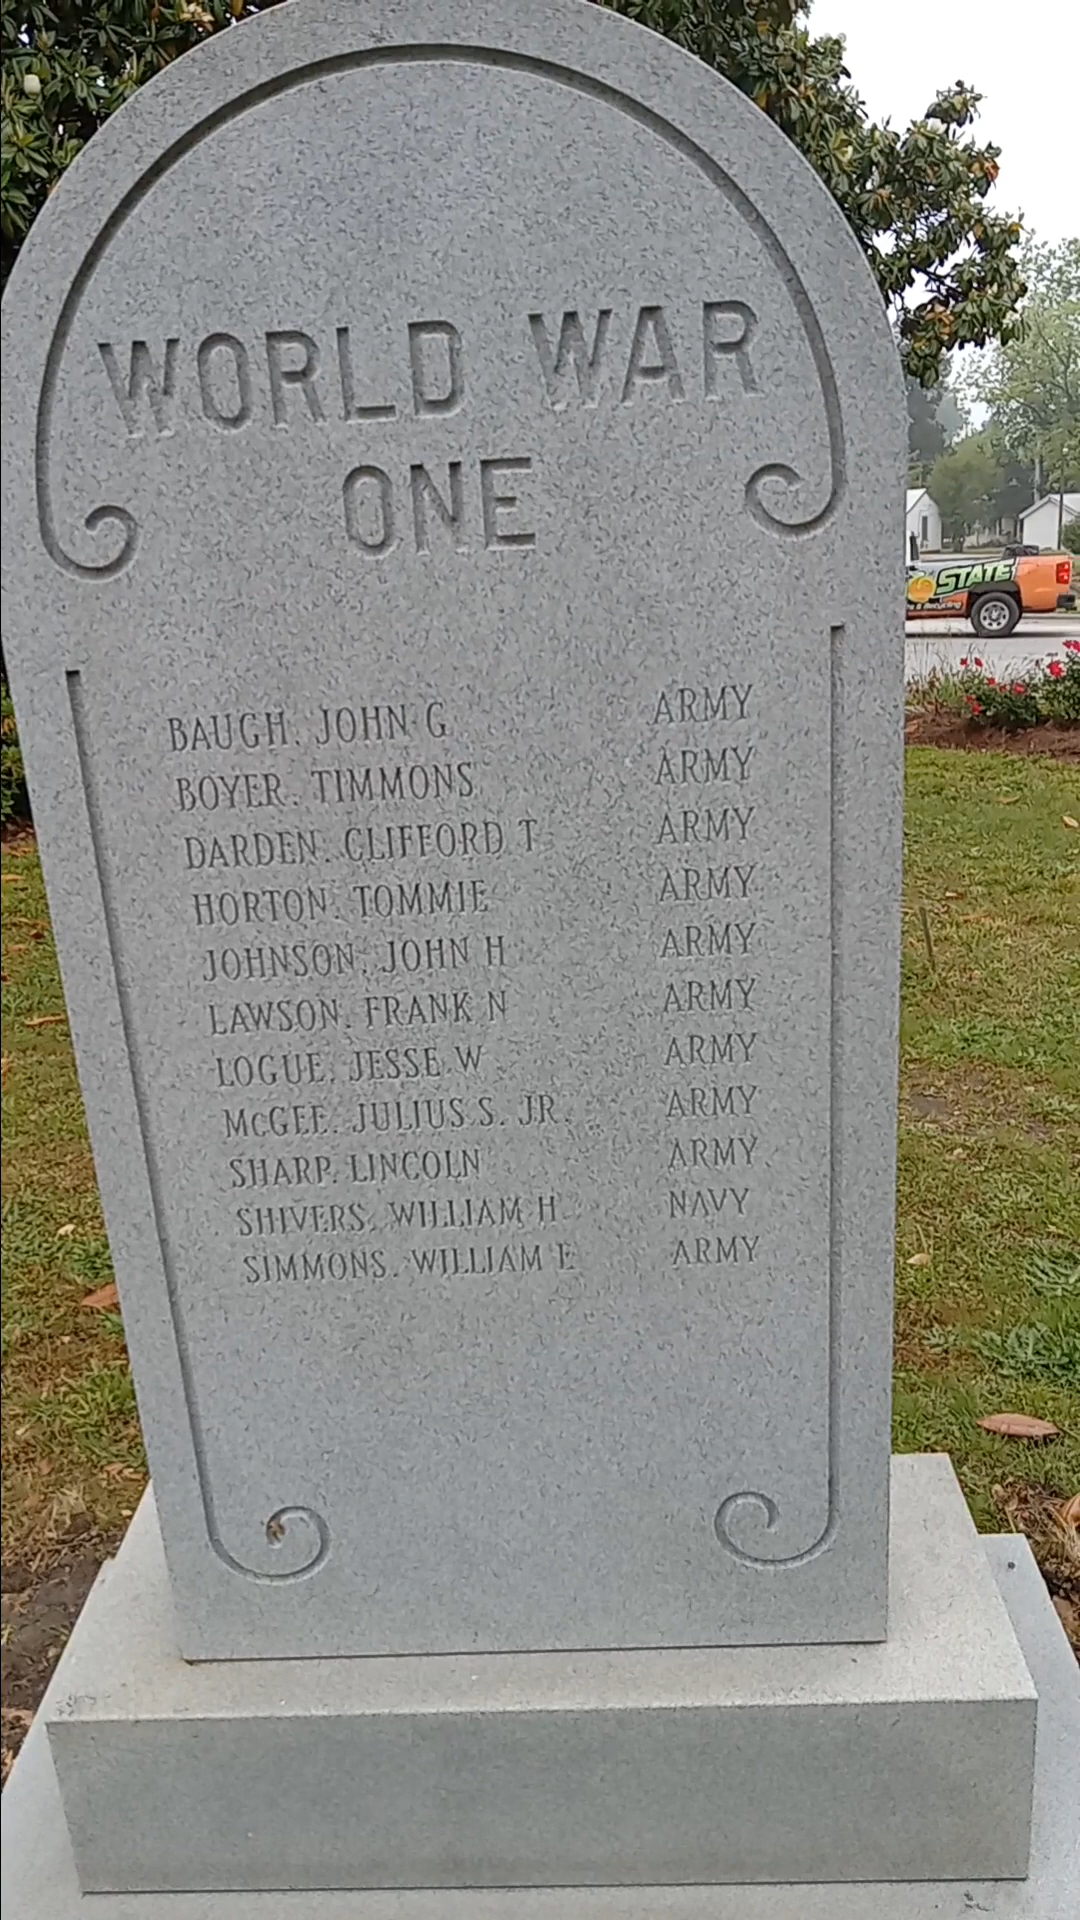 WORLD WAR
ONE
BAUGH, JOHN G ARMY
BOYER, TIMMONS ARMY
DARDEN, CLIFFORD T ARMY
HORTON, TOMMIE ARMY
JOHNSON, JOHN H ARMY
LAWSON, FRANK N ARMY
LOGUE, JESSE W ARMY
McGEE, JULIUS S. JR. ARMY
SHARP, LINCOLN ARMY
SHIVERS, WILLIAM H ARMY NAVY
SIMMONS, WILLIAM E ARMY
STATE
& Recycling